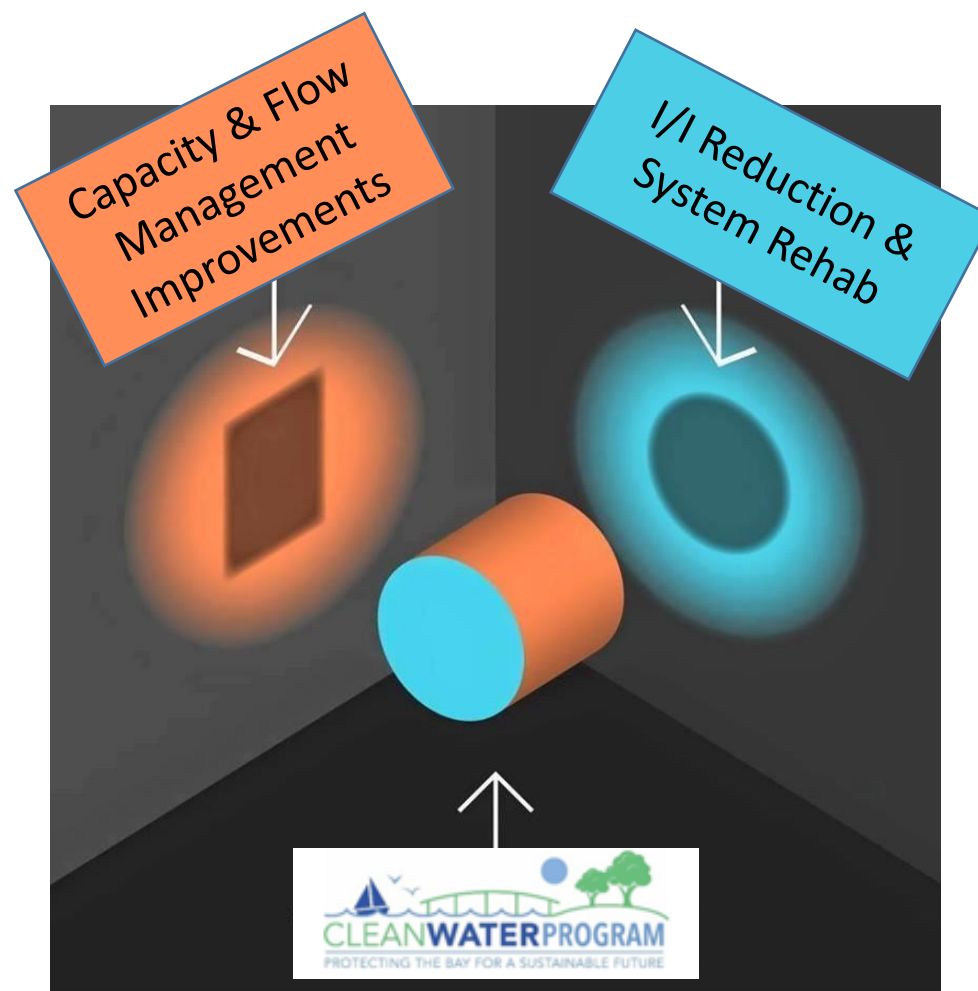 Capacity & Flow
Management
Improvements
I/I Reduction &
System Rehab
CLEANWATERPROGRAM
PROTECTING THE BAY FOR A SUSTAINABLE FUTURE